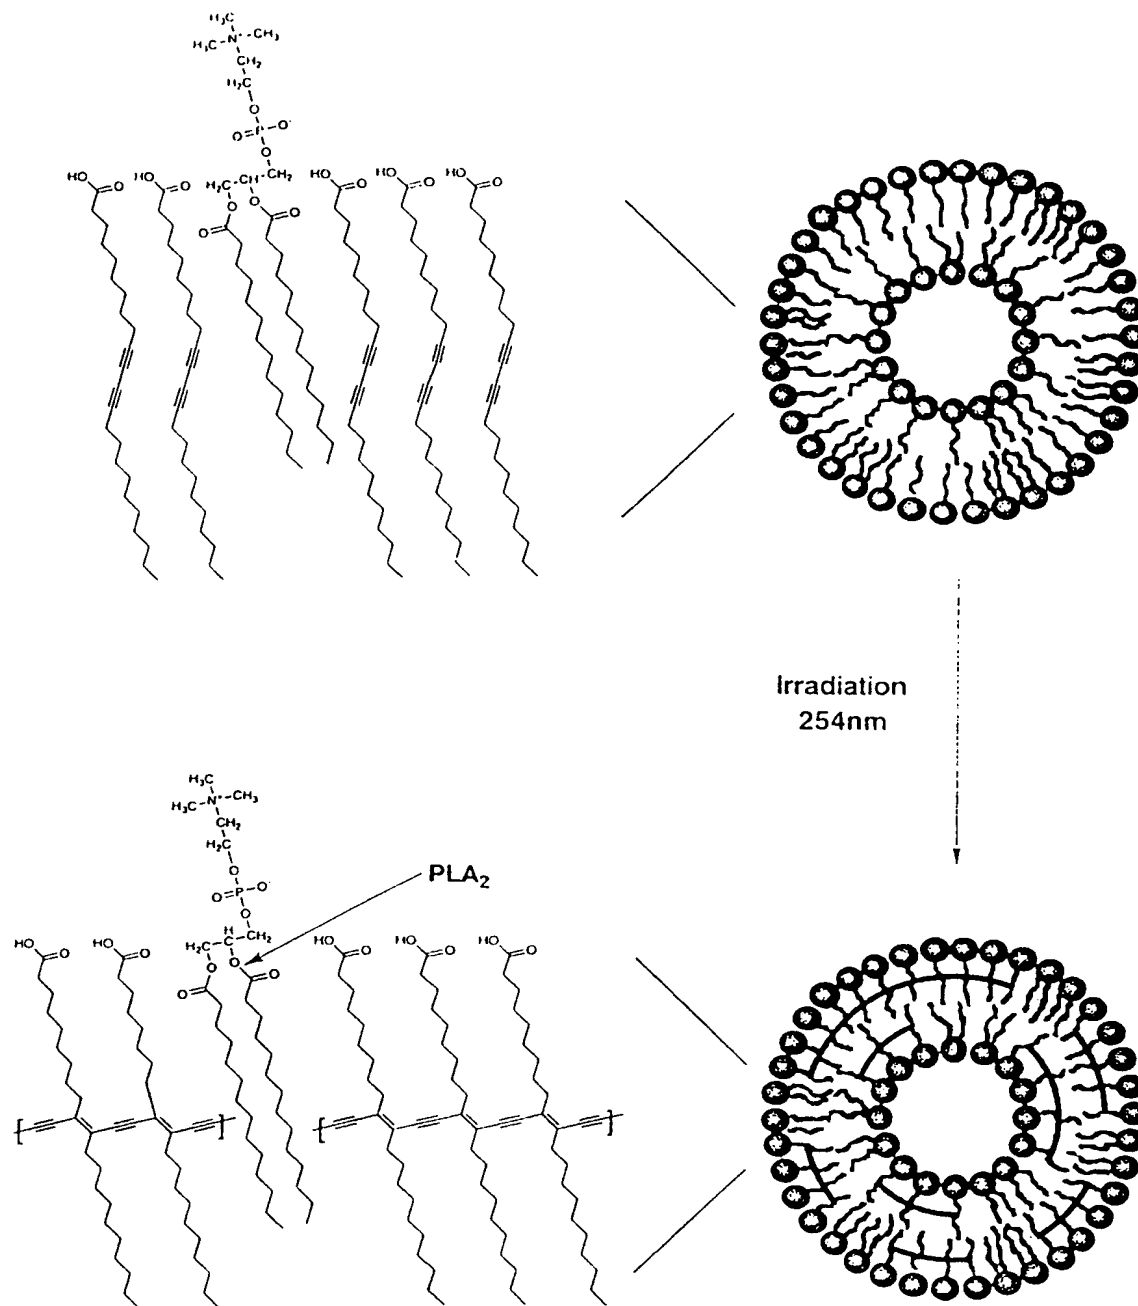 H₃C
N⁺
CH₃
H₃C
CH₂
H₂C
O
O=P-O⁻
O
HO
O
HO
O
H₂C
CH
CH₂
HO
O
HO
O
HO
O
O
O
O
O
Irradiation
254nm
H₃C
H₃C
N⁺
CH₃
CH₂
H₂C
O
O=P-O⁻
O
PLA₂
HO
O
HO
O
H₂C
H
C
CH₂
HO
O
HO
O
HO
O
O
O
O
O
[
]
[
]